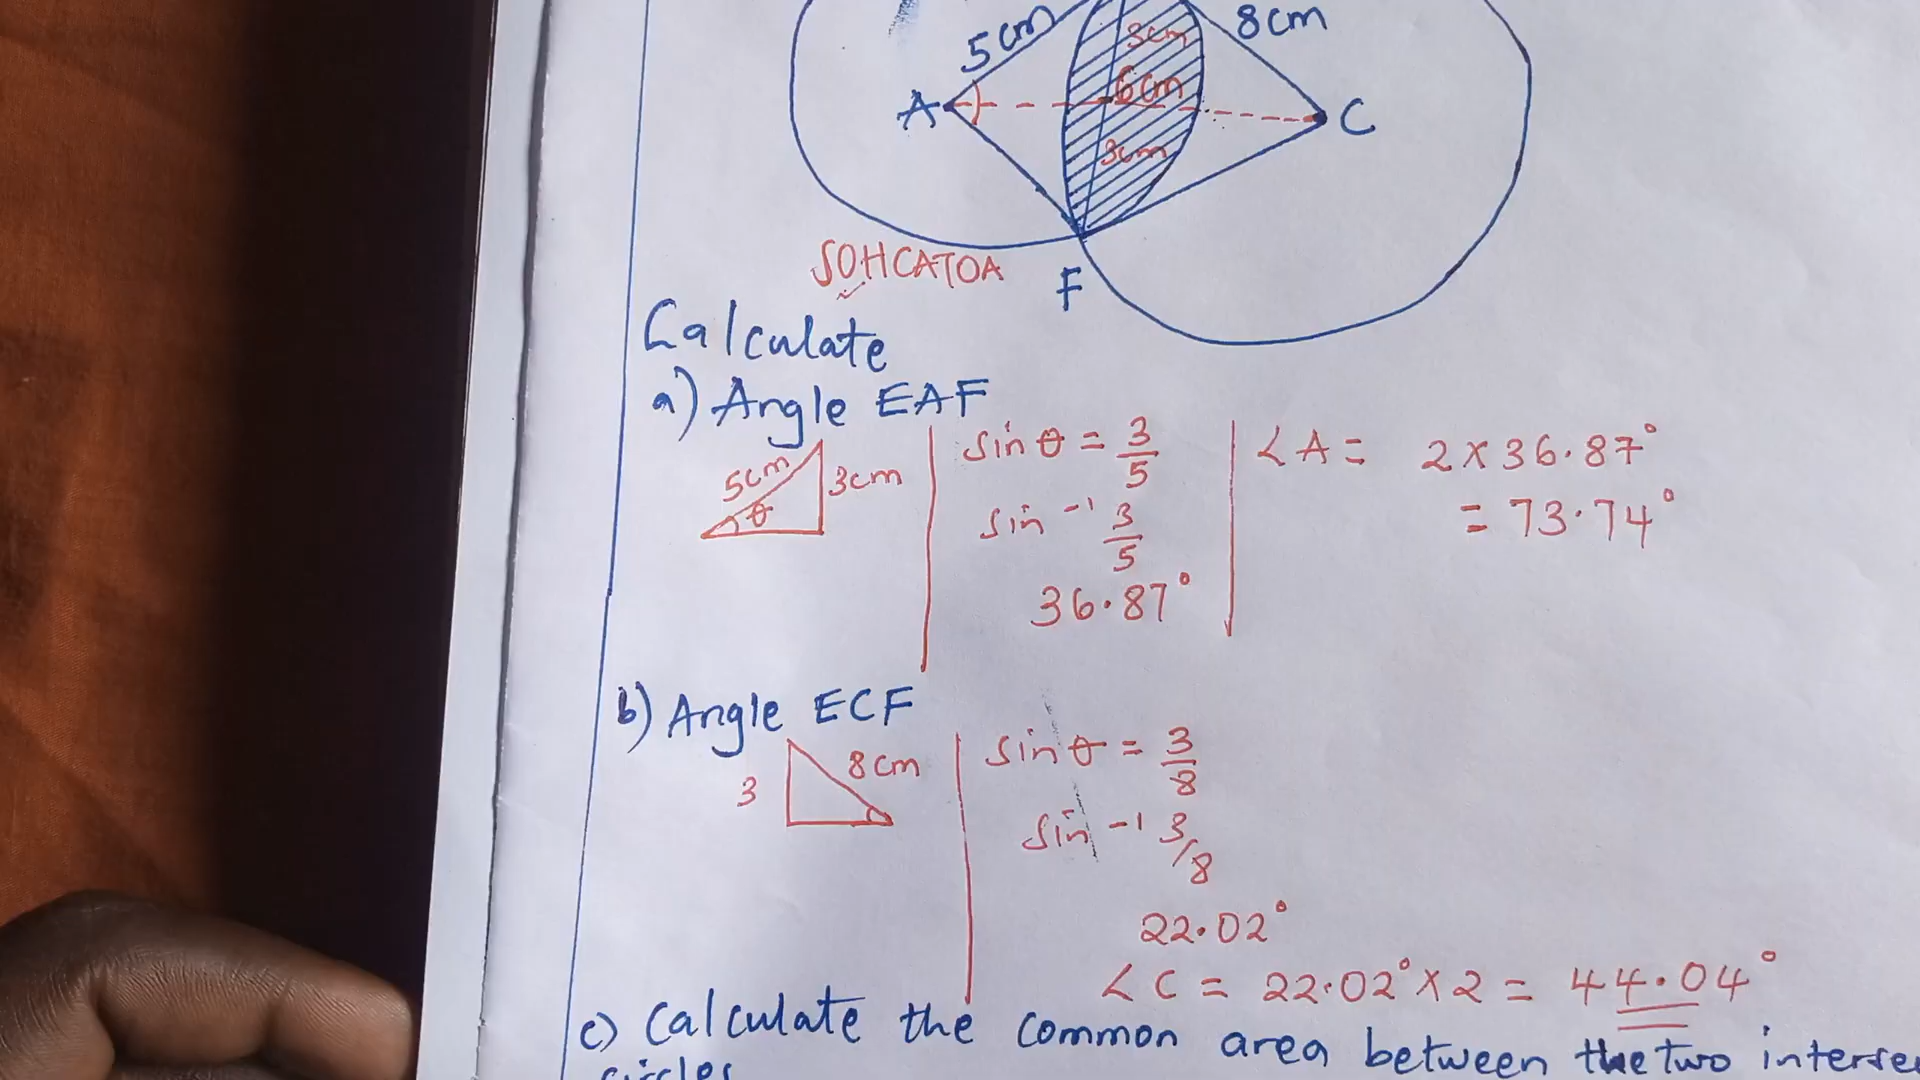 5cm
8cm
3cm
6cm
A
C
3cm
SOHCATOA
F
Calculate
a) Angle EAF
5cm
3cm
θ
sin θ = 3/5
sin⁻¹ 3/5
36.87°
∠A = 2 x 36.87°
= 73.74°
b) Angle ECF
3
8cm
sin θ = 3/8
sin⁻¹ 3/8
22.02°
∠C = 22.02° x 2 = 44.04°
c) Calculate the common area between the two interse
circles